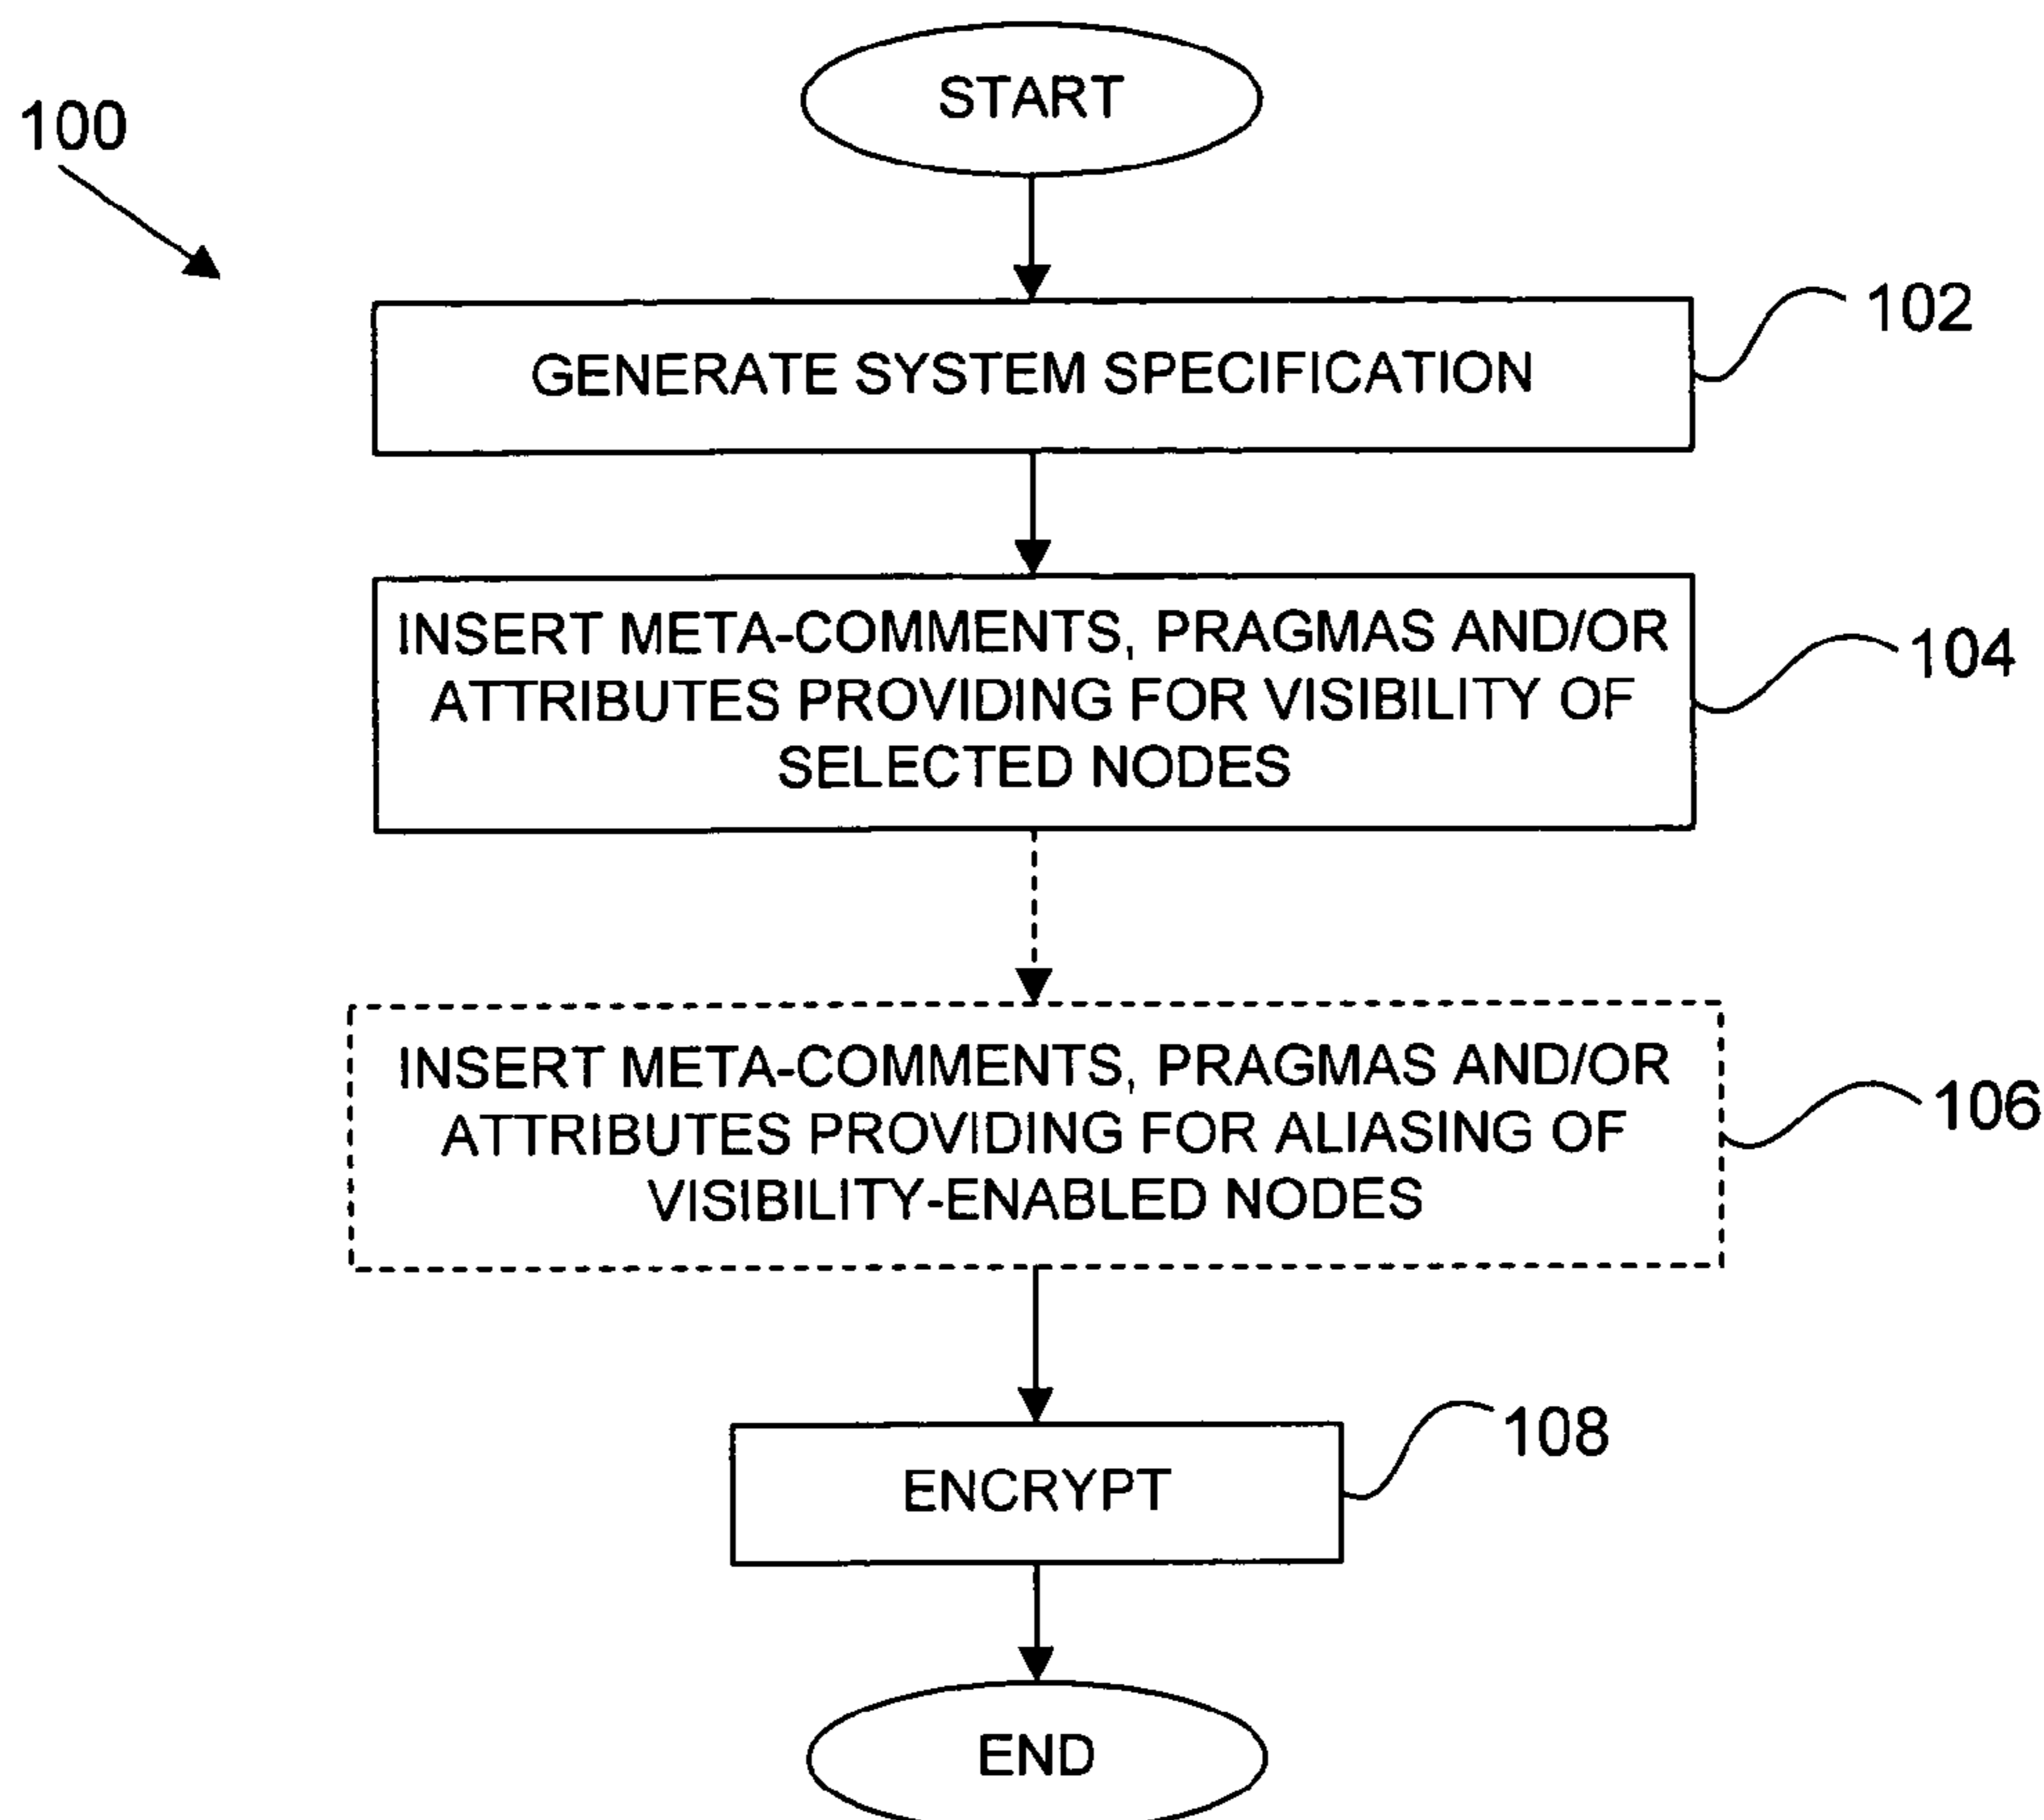 START
100
102
GENERATE SYSTEM SPECIFICATION
INSERT META-COMMENTS, PRAGMAS AND/OR
ATTRIBUTES PROVIDING FOR VISIBILITY OF
SELECTED NODES
104
INSERT META-COMMENTS, PRAGMAS AND/OR
ATTRIBUTES PROVIDING FOR ALIASING OF
VISIBILITY-ENABLED NODES
106
108
ENCRYPT
END